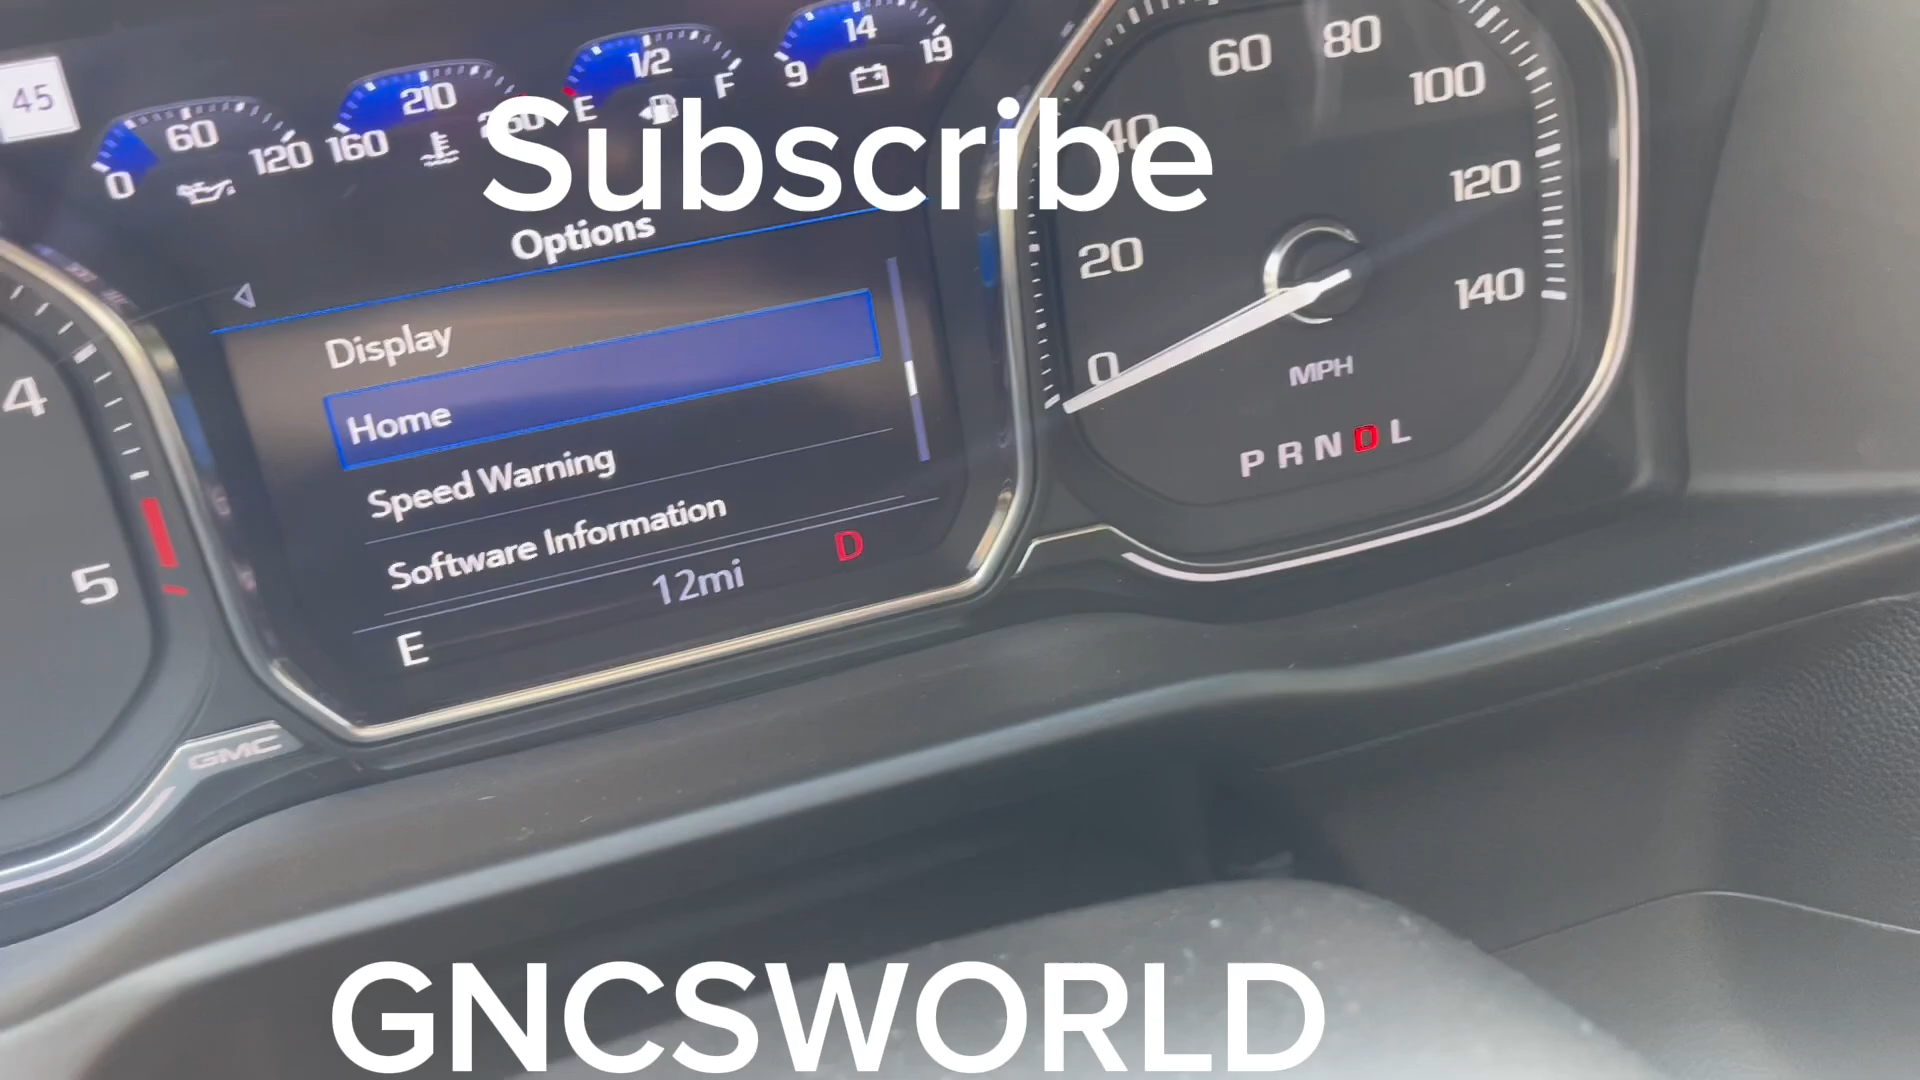 45
0 60 120
160 210 260
E 1/2 F
9 14 19
Subscribe
Options
Display
Home
Speed Warning
Software Information
12mi D
E
4
5
GMC
0 20 40 60 80 100 120 140
MPH
P R N D L
GNCSWORLD